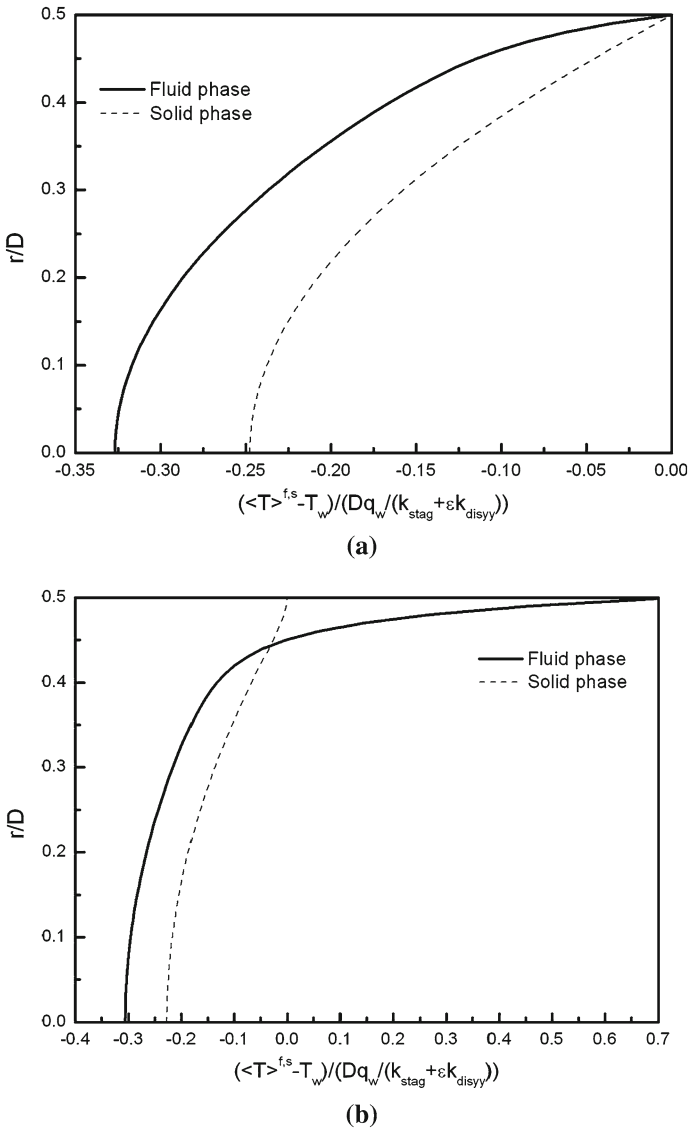 0.5
0.4
0.3
0.2
0.1
0.0
r/D
Fluid phase
Solid phase
-0.35 -0.30 -0.25 -0.20 -0.15 -0.10 -0.05 0.00
(<T>^f,s-T_w)/(Dq_w/(k_stag+εk_disyy))
(a)
0.5
0.4
0.3
0.2
0.1
0.0
r/D
Fluid phase
Solid phase
-0.4 -0.3 -0.2 -0.1 0.0 0.1 0.2 0.3 0.4 0.5 0.6 0.7
(<T>^f,s-T_w)/(Dq_w/(k_stag+εk_disyy))
(b)